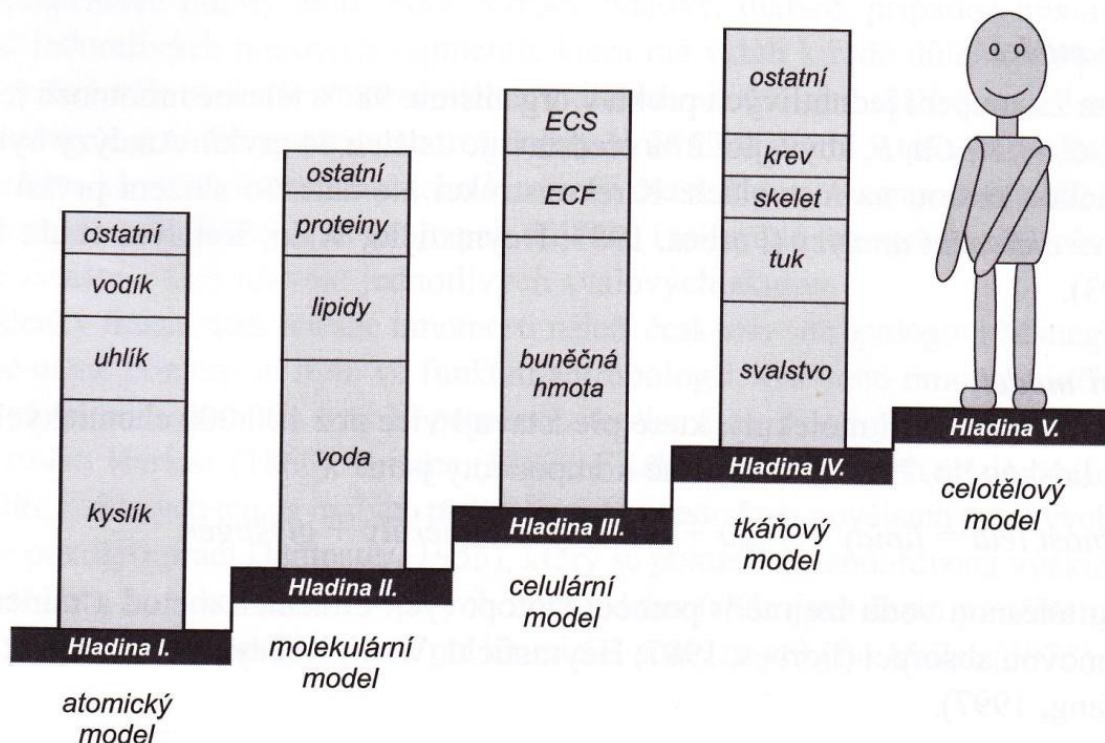 ostatní
vodík
uhlík
kyslík
Hladina I.
atomický
model
ostatní
proteiny
lipidy
voda
Hladina II.
molekulární
model
ECS
ECF
buněčná
hmota
Hladina III.
celulární
model
ostatní
krev
skelet
tuk
svalstvo
Hladina IV.
tkáňový
model
Hladina V.
celotělový
model